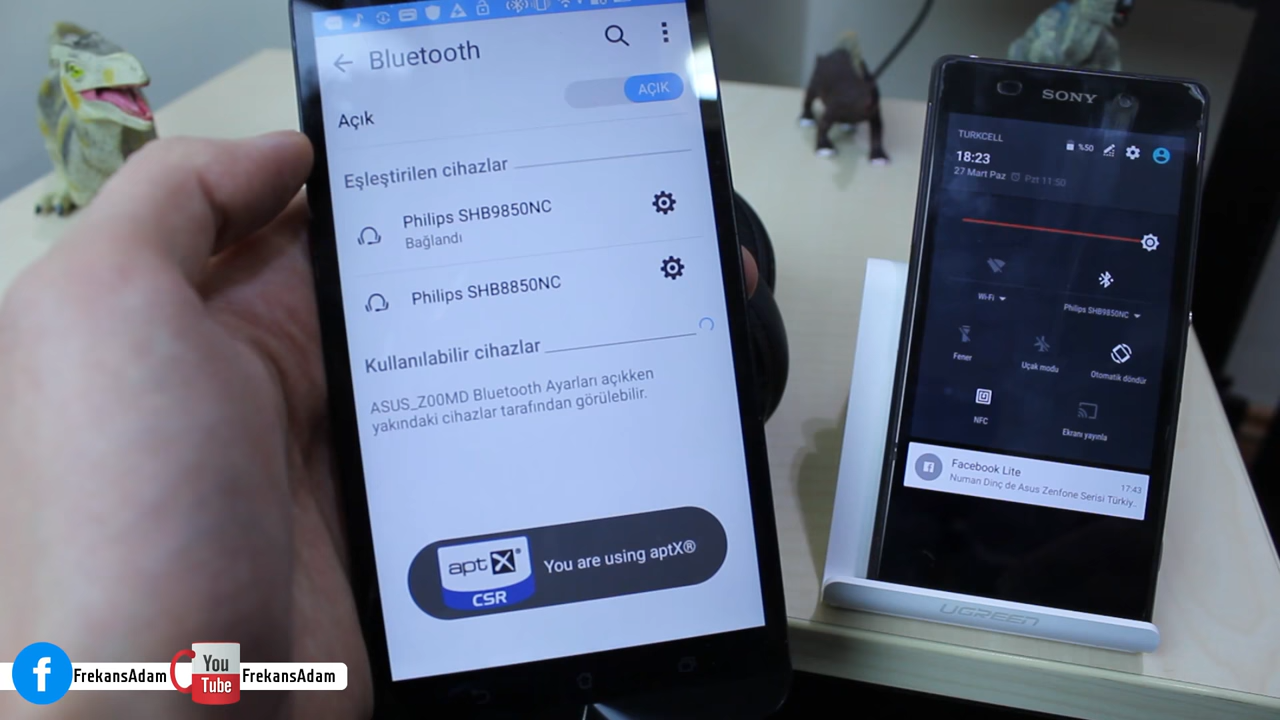 Bluetooth
AÇIK
Açık
Eşleştirilen cihazlar
Philips SHB9850NC
Bağlandı
Philips SHB8850NC
Kullanılabilir cihazlar
ASUS_Z00MD Bluetooth Ayarları açıkken
yakındaki cihazlar tarafından görülebilir.
aptX®
CSR
You are using aptX®
SONY
TURKCELL
%50
18:23
27 Mart Paz
Pzt 11:50
Wi-Fi
Philips SHB9850NC
Fener
Uçak modu
Otomatik döndür
NFC
Ekranı yayınla
Facebook Lite
17:43
Numan Dinç de Asus Zenfone Serisi Türkiy.
UGREEN
f FrekansAdam
You
Tube
FrekansAdam